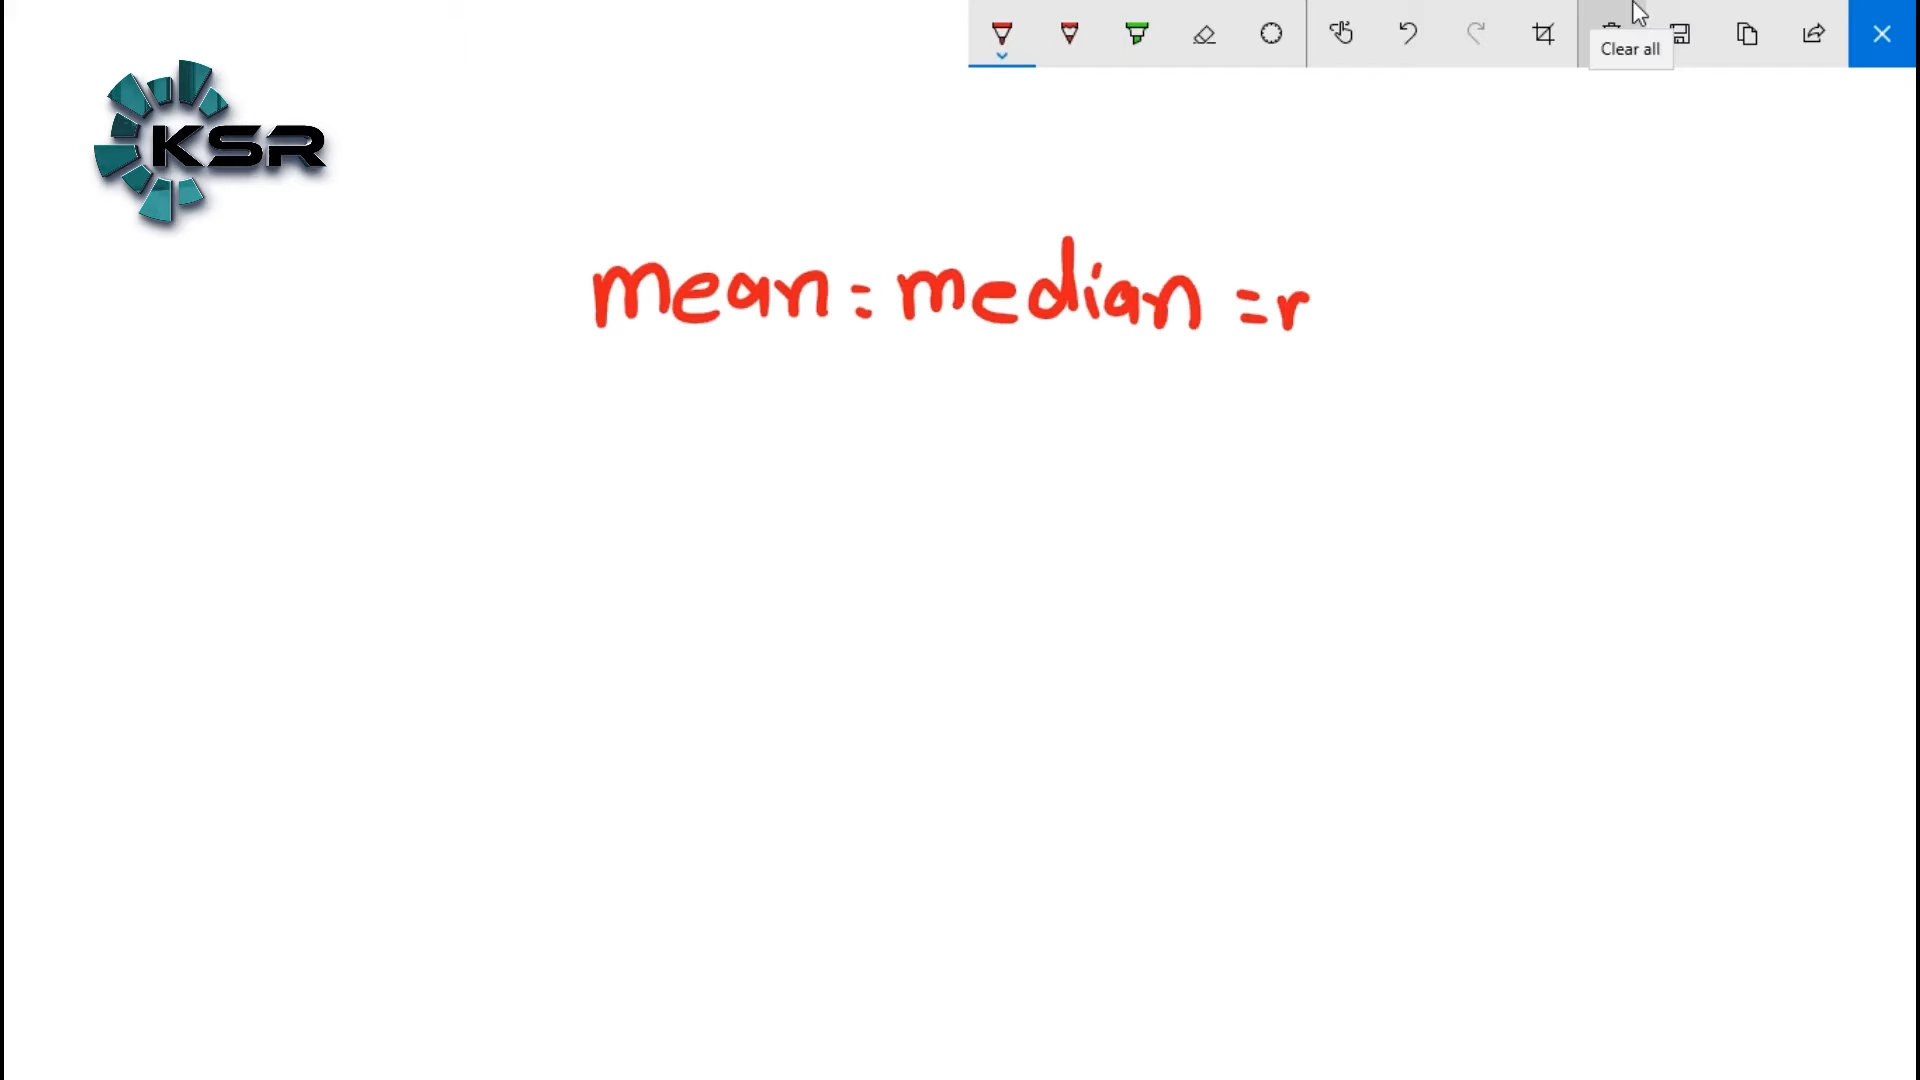 Clear all
KSR
mean = median = r